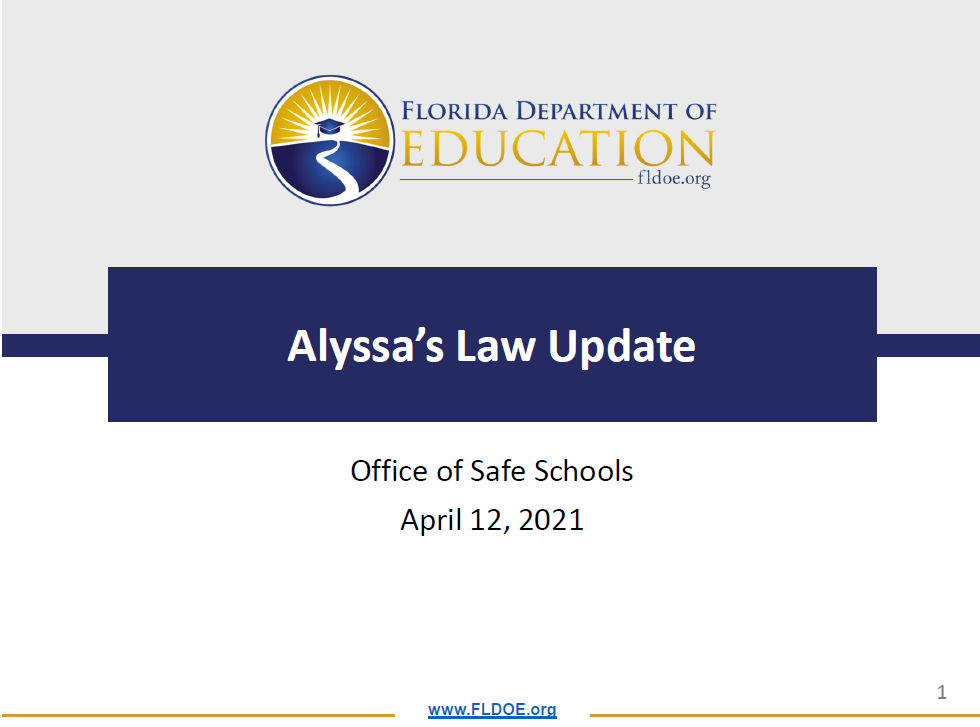 FLORIDA DEPARTMENT OF
EDUCATION
fldoe.org
Alyssa’s Law Update
Office of Safe Schools
April 12, 2021
1
www.FLDOE.org